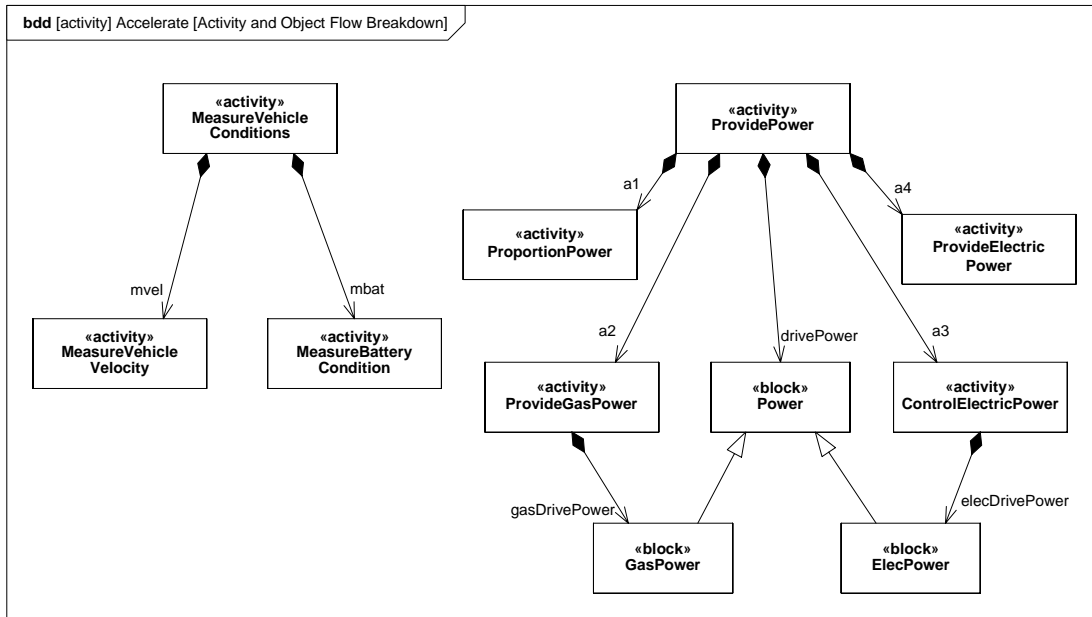 bdd [activity] Accelerate [Activity and Object Flow Breakdown]
«activity»
MeasureVehicle
Conditions
«activity»
ProvidePower
a1
a4
«activity»
ProportionPower
«activity»
ProvideElectric
Power
mvel
mbat
«activity»
MeasureVehicle
Velocity
«activity»
MeasureBattery
Condition
a2
drivePower
a3
«activity»
ProvideGasPower
«block»
Power
«activity»
ControlElectricPower
gasDrivePower
elecDrivePower
«block»
GasPower
«block»
ElecPower